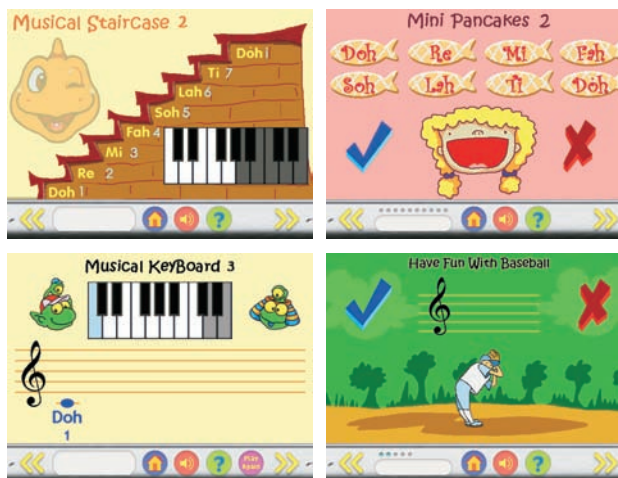 Musical Staircase 2
Doh i
Ti 7
Lah 6
Soh 5
Fah 4
Mi 3
Re 2
Doh 1
?
Mini Pancakes 2
Doh Re Mi Fah
Soh Lah Ti Doh
?
Musical KeyBoard 3
Doh
1
?
Play Again
Have Fun With Baseball
?